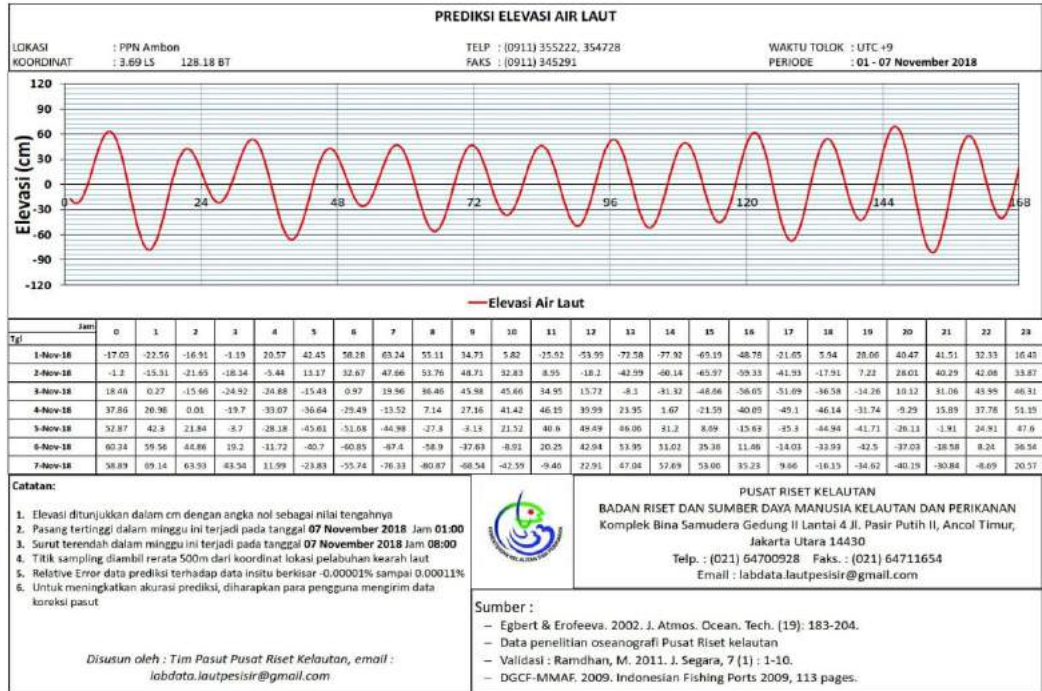 PREDIKSI ELEVASI AIR LAUT
LOKASI : PPN Ambon TELP : (0911) 355222, 354728 WAKTU TOLOK : UTC +9
KOORDINAT : 3.69 LS 128.18 BT FAKS : (0911) 345291 PERIODE : 01 - 07 November 2018
Elevasi (cm)
120
90
60
30
0
-30
-60
-90
-120
0 24 48 72 96 120 144 168
Elevasi Air Laut
Jam
Tgl 0 1 2 3 4 5 6 7 8 9 10 11 12 13 14 15 16 17 18 19 20 21 22 23
1-Nov-18 -17.03 -22.56 -16.91 -1.19 20.57 42.45 58.28 63.24 55.11 34.73 5.82 -25.92 -53.99 -72.58 -77.92 -69.19 -48.78 -21.65 5.94 28.06 40.47 41.51 32.33 16.43
2-Nov-18 -1.2 -15.31 -21.65 -18.54 -5.44 13.17 32.67 47.66 53.76 48.71 32.83 8.95 -18.2 -42.99 -60.14 -65.97 -59.33 -41.93 -17.91 7.22 28.01 40.29 42.08 33.87
3-Nov-18 18.46 0.27 -15.66 -24.92 -24.88 -15.43 0.97 19.96 36.46 45.98 45.66 34.95 15.72 -8.1 -31.32 -48.66 -56.05 -51.69 -36.58 -14.26 10.12 31.06 43.99 46.31
4-Nov-18 37.86 20.98 0.01 -19.7 -33.07 -36.64 -29.49 -13.52 7.14 27.16 41.42 46.19 39.99 23.95 1.67 -21.59 -40.09 -49.1 -46.14 -31.74 -9.29 15.89 37.78 51.19
5-Nov-18 52.87 42.3 21.84 -3.7 -28.18 -45.61 -51.68 -44.98 -27.3 -3.13 21.52 40.6 49.49 46.06 31.2 8.69 -15.63 -35.3 -44.94 -41.71 -26.11 -1.91 24.91 47.6
6-Nov-18 60.34 59.56 44.86 19.2 -11.72 -40.7 -60.85 -67.4 -58.9 -37.63 -8.91 20.25 42.94 53.95 51.02 35.38 11.46 -14.03 -33.93 -42.5 -37.03 -18.58 8.24 36.54
7-Nov-18 58.89 69.14 63.93 43.54 11.99 -23.83 -55.74 -76.33 -80.87 -68.54 -42.59 -9.46 22.91 47.04 57.69 53.06 35.23 9.66 -16.15 -34.62 -40.19 -30.84 -8.69 20.57
Catatan:
1. Elevasi ditunjukkan dalam cm dengan angka nol sebagai nilai tengahnya
2. Pasang tertinggi dalam minggu ini terjadi pada tanggal 07 November 2018 Jam 01:00
3. Surut terendah dalam minggu ini terjadi pada tanggal 07 November 2018 Jam 08:00
4. Titik sampling diambil rerata 500m dari koordinat lokasi pelabuhan kearah laut
5. Relative Error data prediksi terhadap data insitu berkisar -0.00001% sampai 0.00011%
6. Untuk meningkatkan akurasi prediksi, diharapkan para pengguna mengirim data
koreksi pasut
Disusun oleh : Tim Pasut Pusat Riset Kelautan, email :
labdata.lautpesisir@gmail.com
PUSAT RISET KELAUTAN
BADAN RISET DAN SUMBER DAYA MANUSIA KELAUTAN DAN PERIKANAN
Komplek Bina Samudera Gedung II Lantai 4 Jl. Pasir Putih II, Ancol Timur,
Jakarta Utara 14430
Telp. : (021) 64700928 Faks. : (021) 64711654
Email : labdata.lautpesisir@gmail.com
Sumber :
– Egbert & Erofeeva. 2002. J. Atmos. Ocean. Tech. (19): 183-204.
– Data penelitian oseanografi Pusat Riset kelautan
– Validasi : Ramdhan, M. 2011. J. Segara, 7 (1) : 1-10.
– DGCF-MMAF. 2009. Indonesian Fishing Ports 2009, 113 pages.